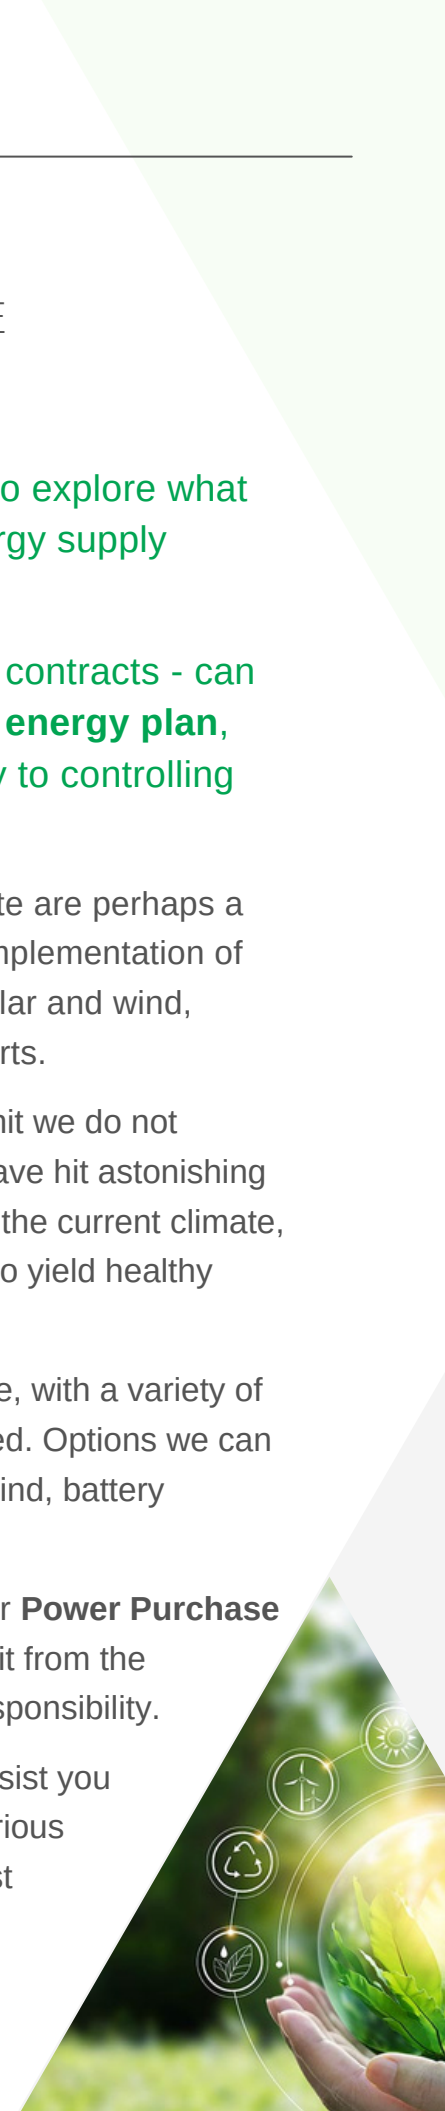 o explore what
rgy supply
contracts - can
energy plan,
y to controlling
te are perhaps a
nplementation of
lar and wind,
rts.
nit we do not
ave hit astonishing
the current climate,
o yield healthy
e, with a variety of
ed. Options we can
ind, battery
r Power Purchase
it from the
sponsibility.
sist you
rious
st